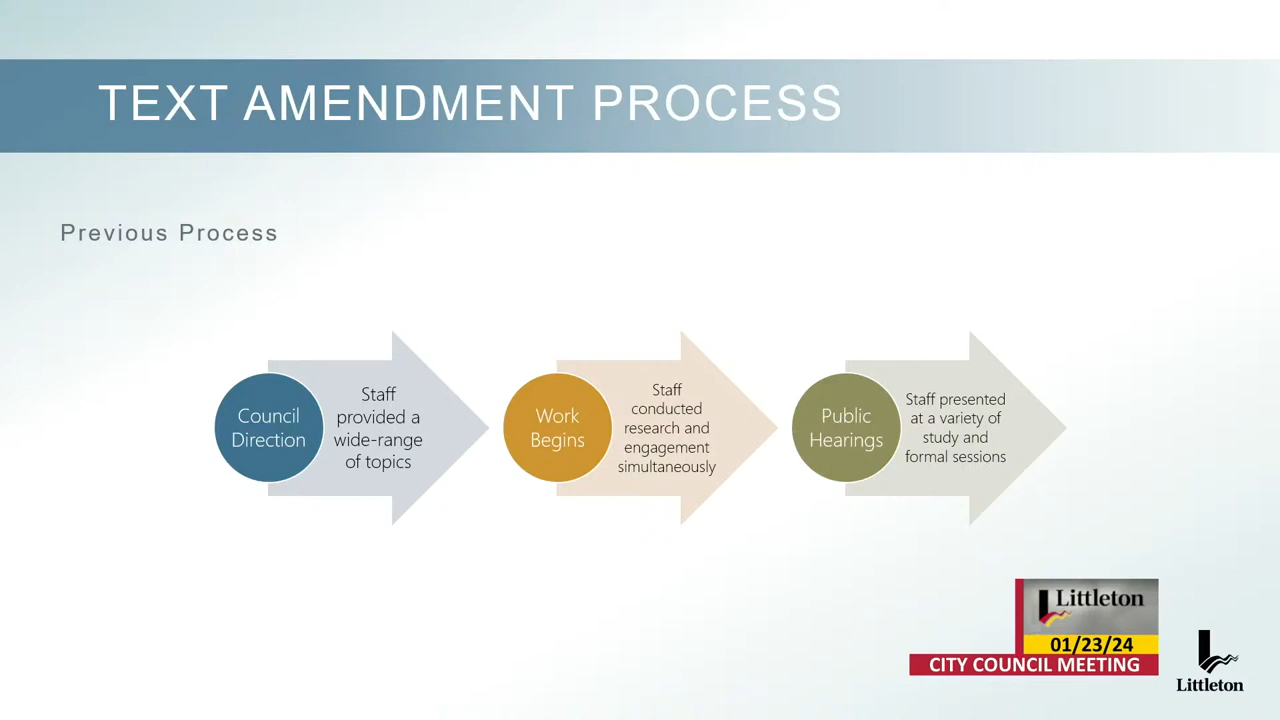 TEXT AMENDMENT PROCESS
Previous Process
Council
Direction
Staff
provided a
wide-range
of topics
Work
Begins
Staff
conducted
research and
engagement
simultaneously
Public
Hearings
Staff presented
at a variety of
study and
formal sessions
Littleton
01/23/24
CITY COUNCIL MEETING
Littleton